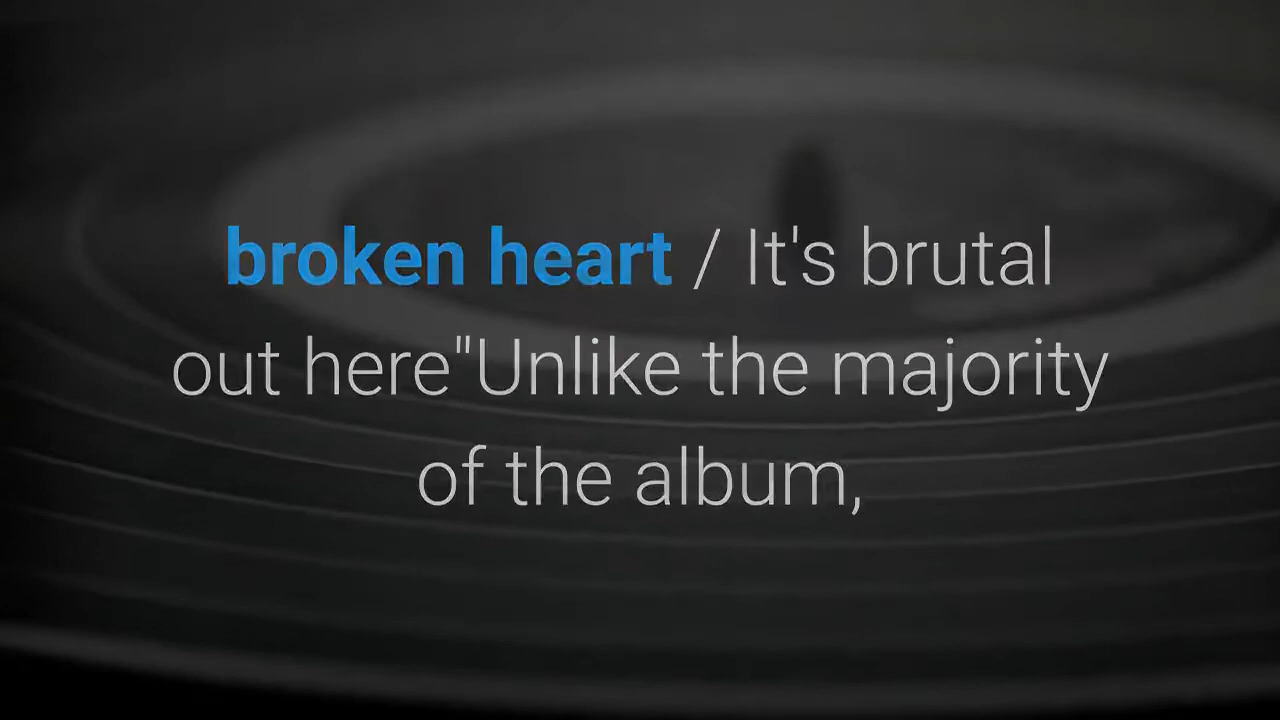 broken heart / It's brutal
out here"Unlike the majority
of the album,